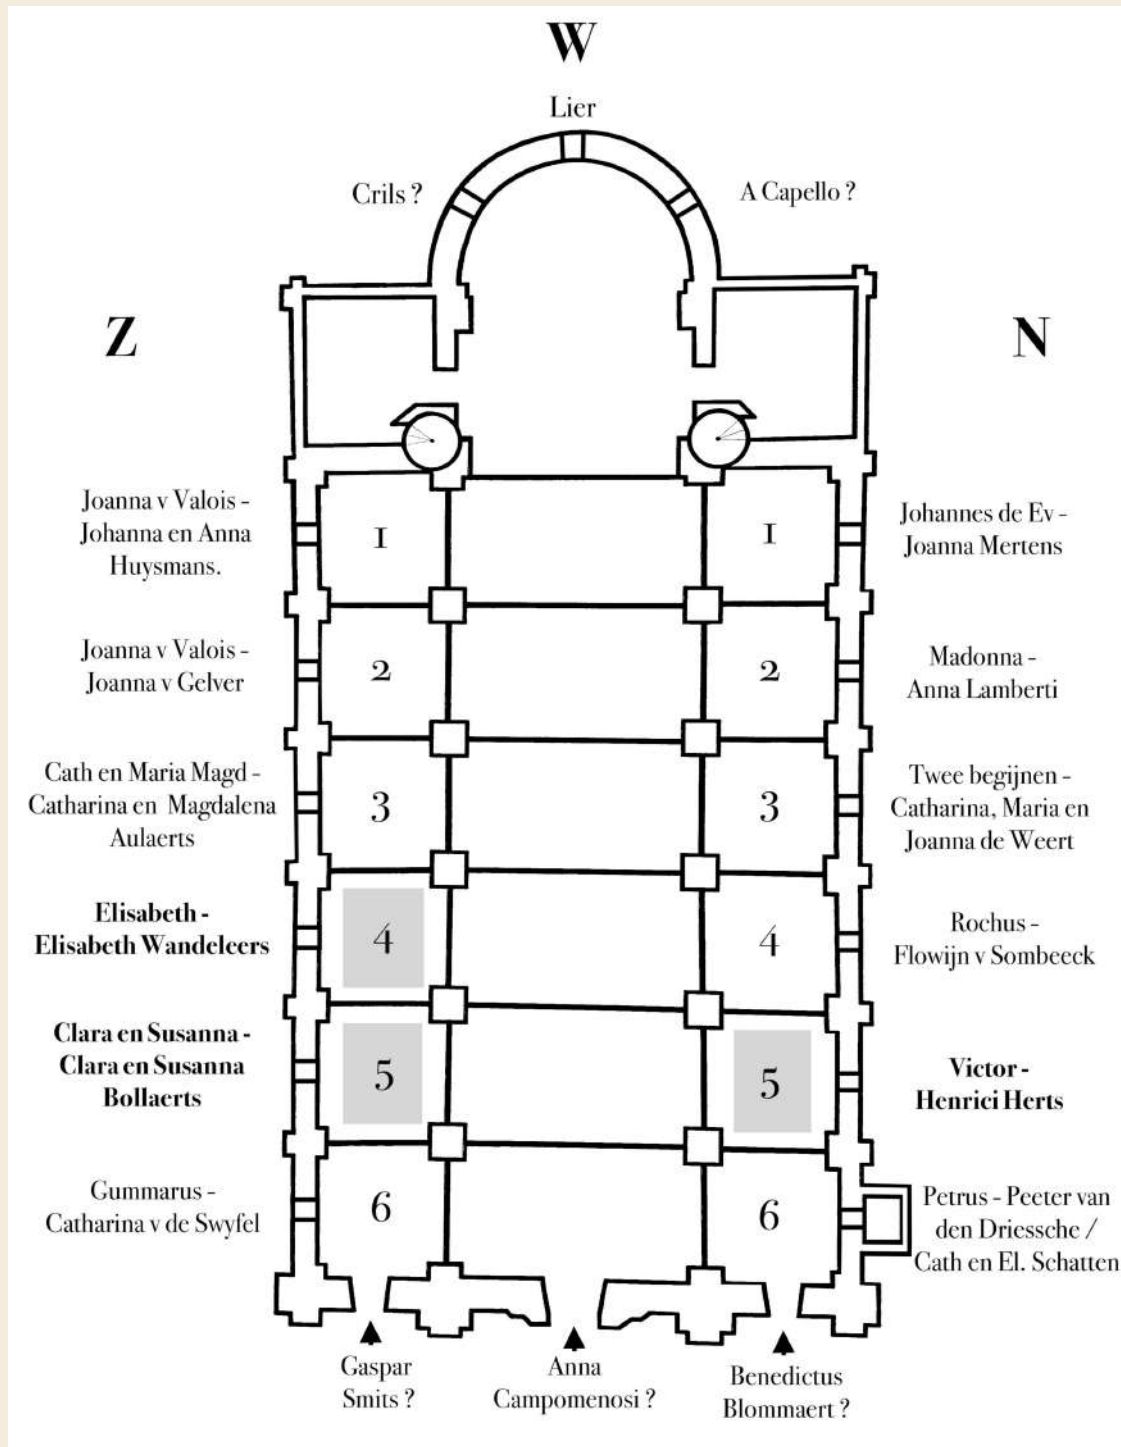 W
Lier
Crils ?
A Capello ?
Z
N
Joanna v Valois -
Johanna en Anna
Huysmans.
1
1
Johannes de Ev -
Joanna Mertens
Joanna v Valois -
Joanna v Gelver
2
2
Madonna -
Anna Lamberti
Cath en Maria Magd -
Catharina en Magdalena
Aulaerts
3
3
Twee begijnen -
Catharina, Maria en
Joanna de Weert
Elisabeth -
Elisabeth Wandeleers
4
4
Rochus -
Flowijn v Sombeeck
Clara en Susanna -
Clara en Susanna
Bollaerts
5
5
Victor -
Henrici Herts
Gummarus -
Catharina v de Swyfel
6
6
Petrus - Peeter van
den Driessche /
Cath en El. Schatten
Gaspar
Smits ?
Anna
Campomenosi ?
Benedictus
Blommaert ?